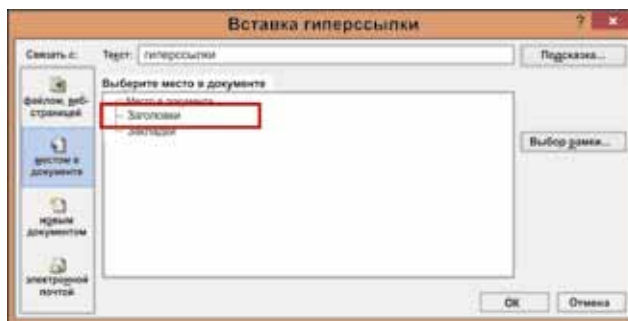 Вставка гиперссылки
?
Связать с:
Текст:
гиперссылки
Подсказка...
Выберите место в документе
файлом, веб-
страницей
Место в документе
Заголовки
Закладки
местом в
документе
Выбор рамки...
новым
документом
электронной
почтой
ОК
Отмена